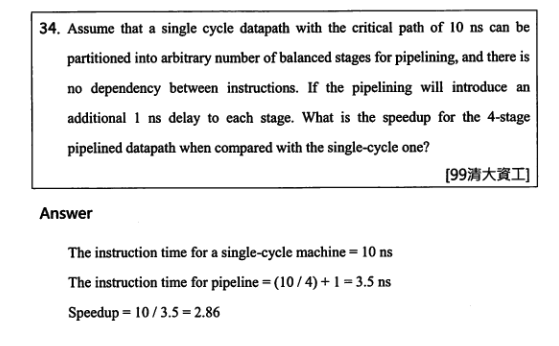 34. Assume that a single cycle datapath with the critical path of 10 ns can be
partitioned into arbitrary number of balanced stages for pipelining, and there is
no dependency between instructions. If the pipelining will introduce an
additional 1 ns delay to each stage. What is the speedup for the 4-stage
pipelined datapath when compared with the single-cycle one?
[99清大資工]
Answer
The instruction time for a single-cycle machine = 10 ns
The instruction time for pipeline = (10 / 4) + 1 = 3.5 ns
Speedup = 10 / 3.5 = 2.86